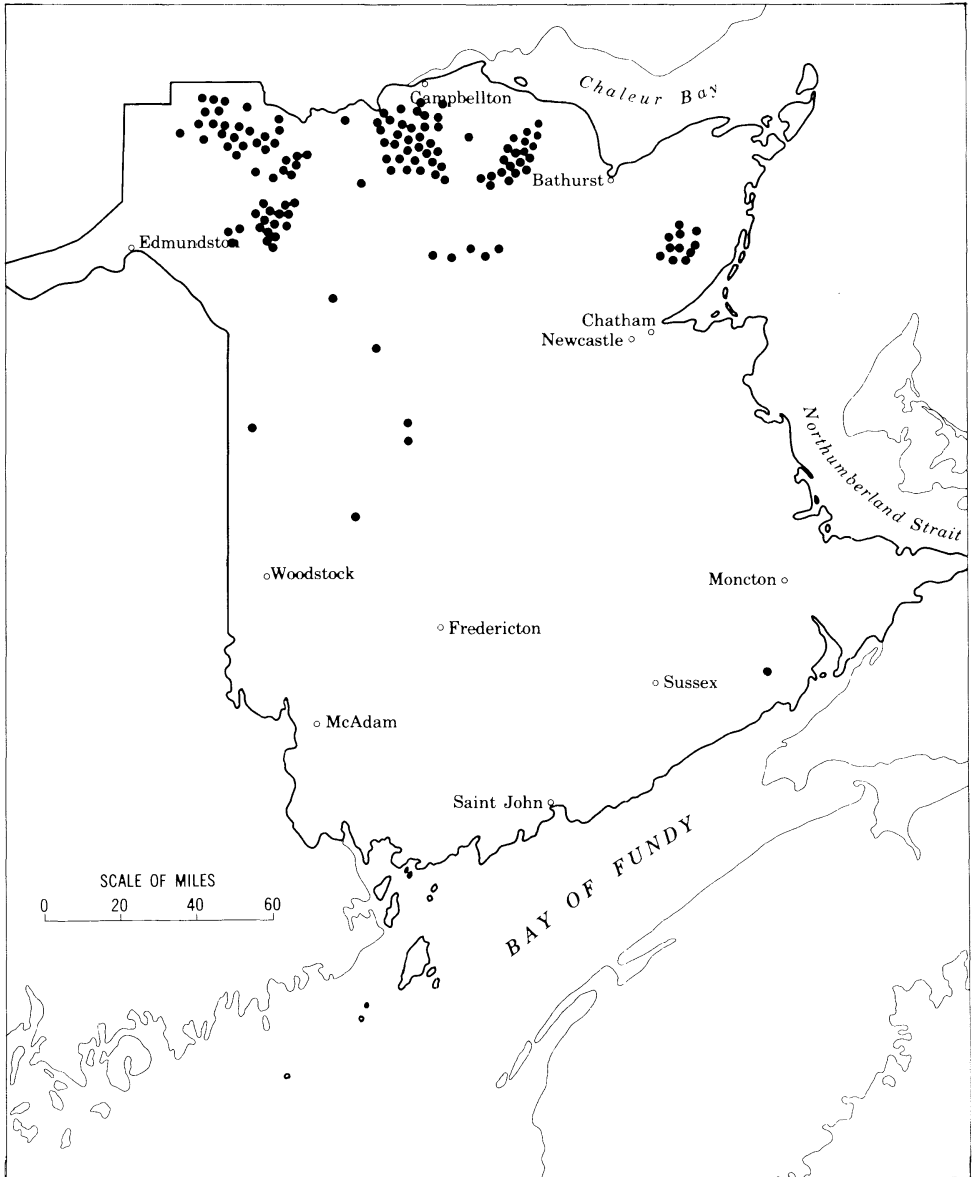 Campbellton
Chaleur Bay
Bathurst
Edmundston
Chatham
Newcastle
Northumberland Strait
Woodstock
Moncton
Fredericton
Sussex
McAdam
Saint John
BAY OF FUNDY
SCALE OF MILES
0 20 40 60